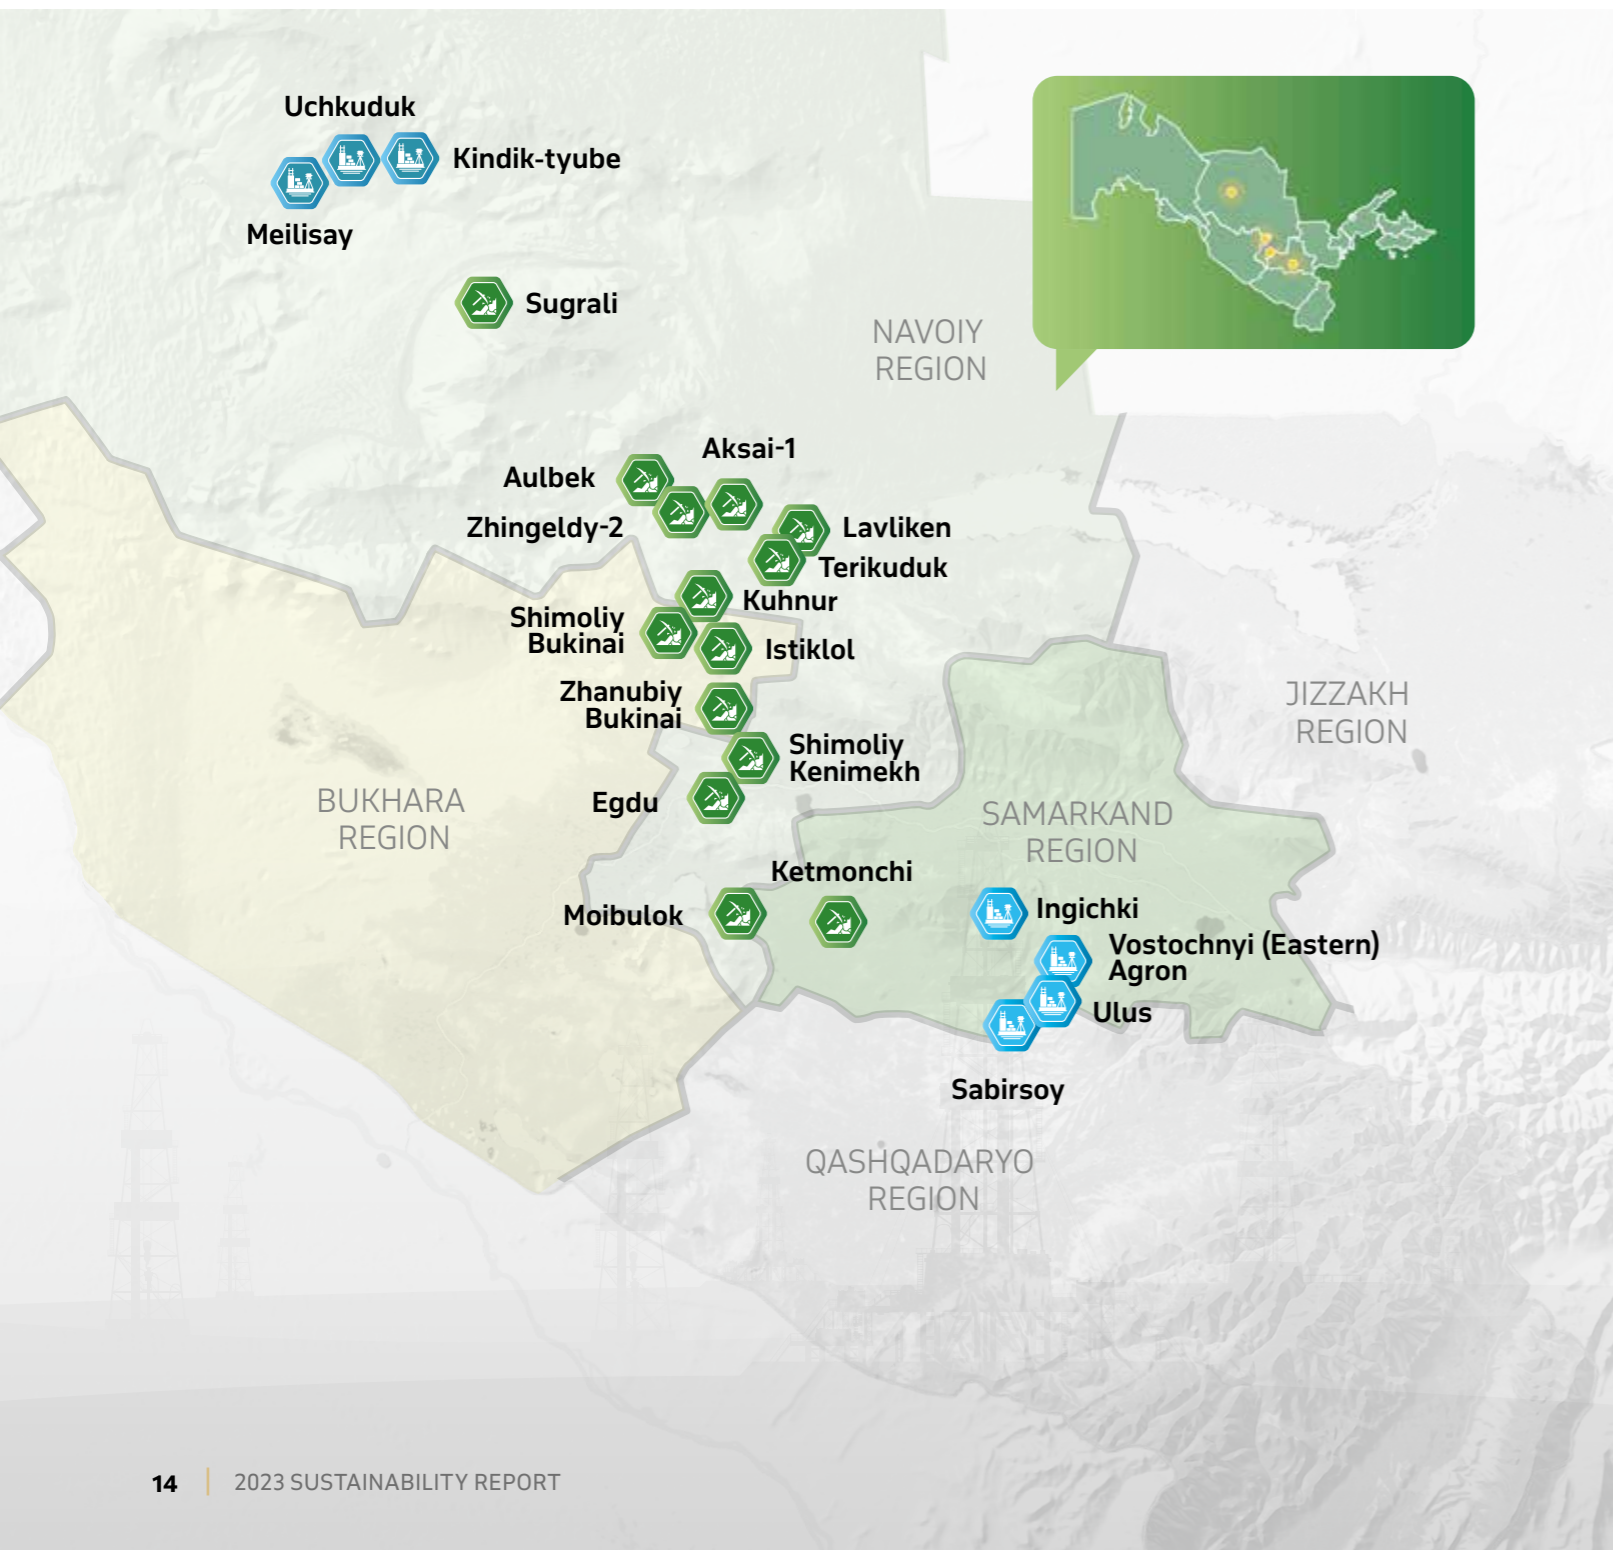 Uchkuduk
Kindik-tyube
Meilisay
Sugrali
NAVOIY
REGION
Aksai-1
Aulbek
Zhingeldy-2
Lavliken
Terikuduk
Kuhnur
Shimoliy
Bukinai
Istiklol
Zhanubiy
Bukinai
JIZZAKH
REGION
Shimoliy
Kenimekh
Egdu
BUKHARA
REGION
SAMARKAND
REGION
Ketmonchi
Moibulok
Ingichki
Vostochnyi (Eastern)
Agron
Ulus
Sabirsoy
QASHQADARYO
REGION
14
2023 SUSTAINABILITY REPORT